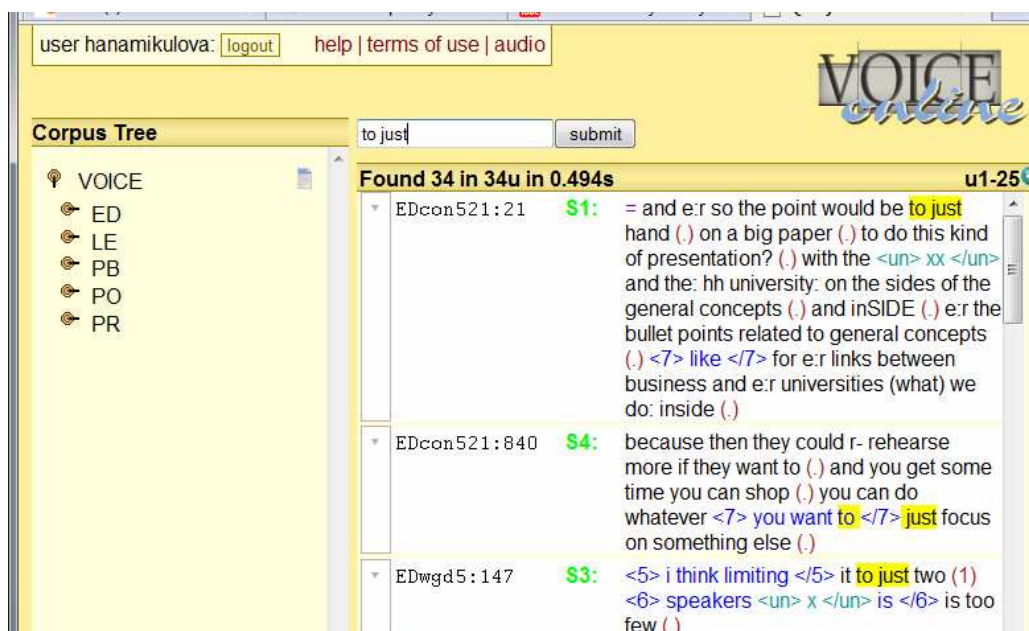 user hanamikulova: logout help | terms of use | audio
VOICE
online
Corpus Tree
to just submit
VOICE
ED
LE
PB
PO
PR
Found 34 in 34u in 0.494s u1-25
EDcon521:21 S1: = and e:r so the point would be to just
hand (.) on a big paper (.) to do this kind
of presentation? (.) with the <un> xx </un>
and the: hh university: on the sides of the
general concepts (.) and inSIDE (.) e:r the
bullet points related to general concepts
(.) <7> like </7> for e:r links between
business and e:r universities (what) we
do: inside (.)
EDcon521:840 S4: because then they could r- rehearse
more if they want to (.) and you get some
time you can shop (.) you can do
whatever <7> you want to </7> just focus
on something else (.)
EDwgd5:147 S3: <5> i think limiting </5> it to just two (1)
<6> speakers <un> x </un> is </6> is too
few (.)